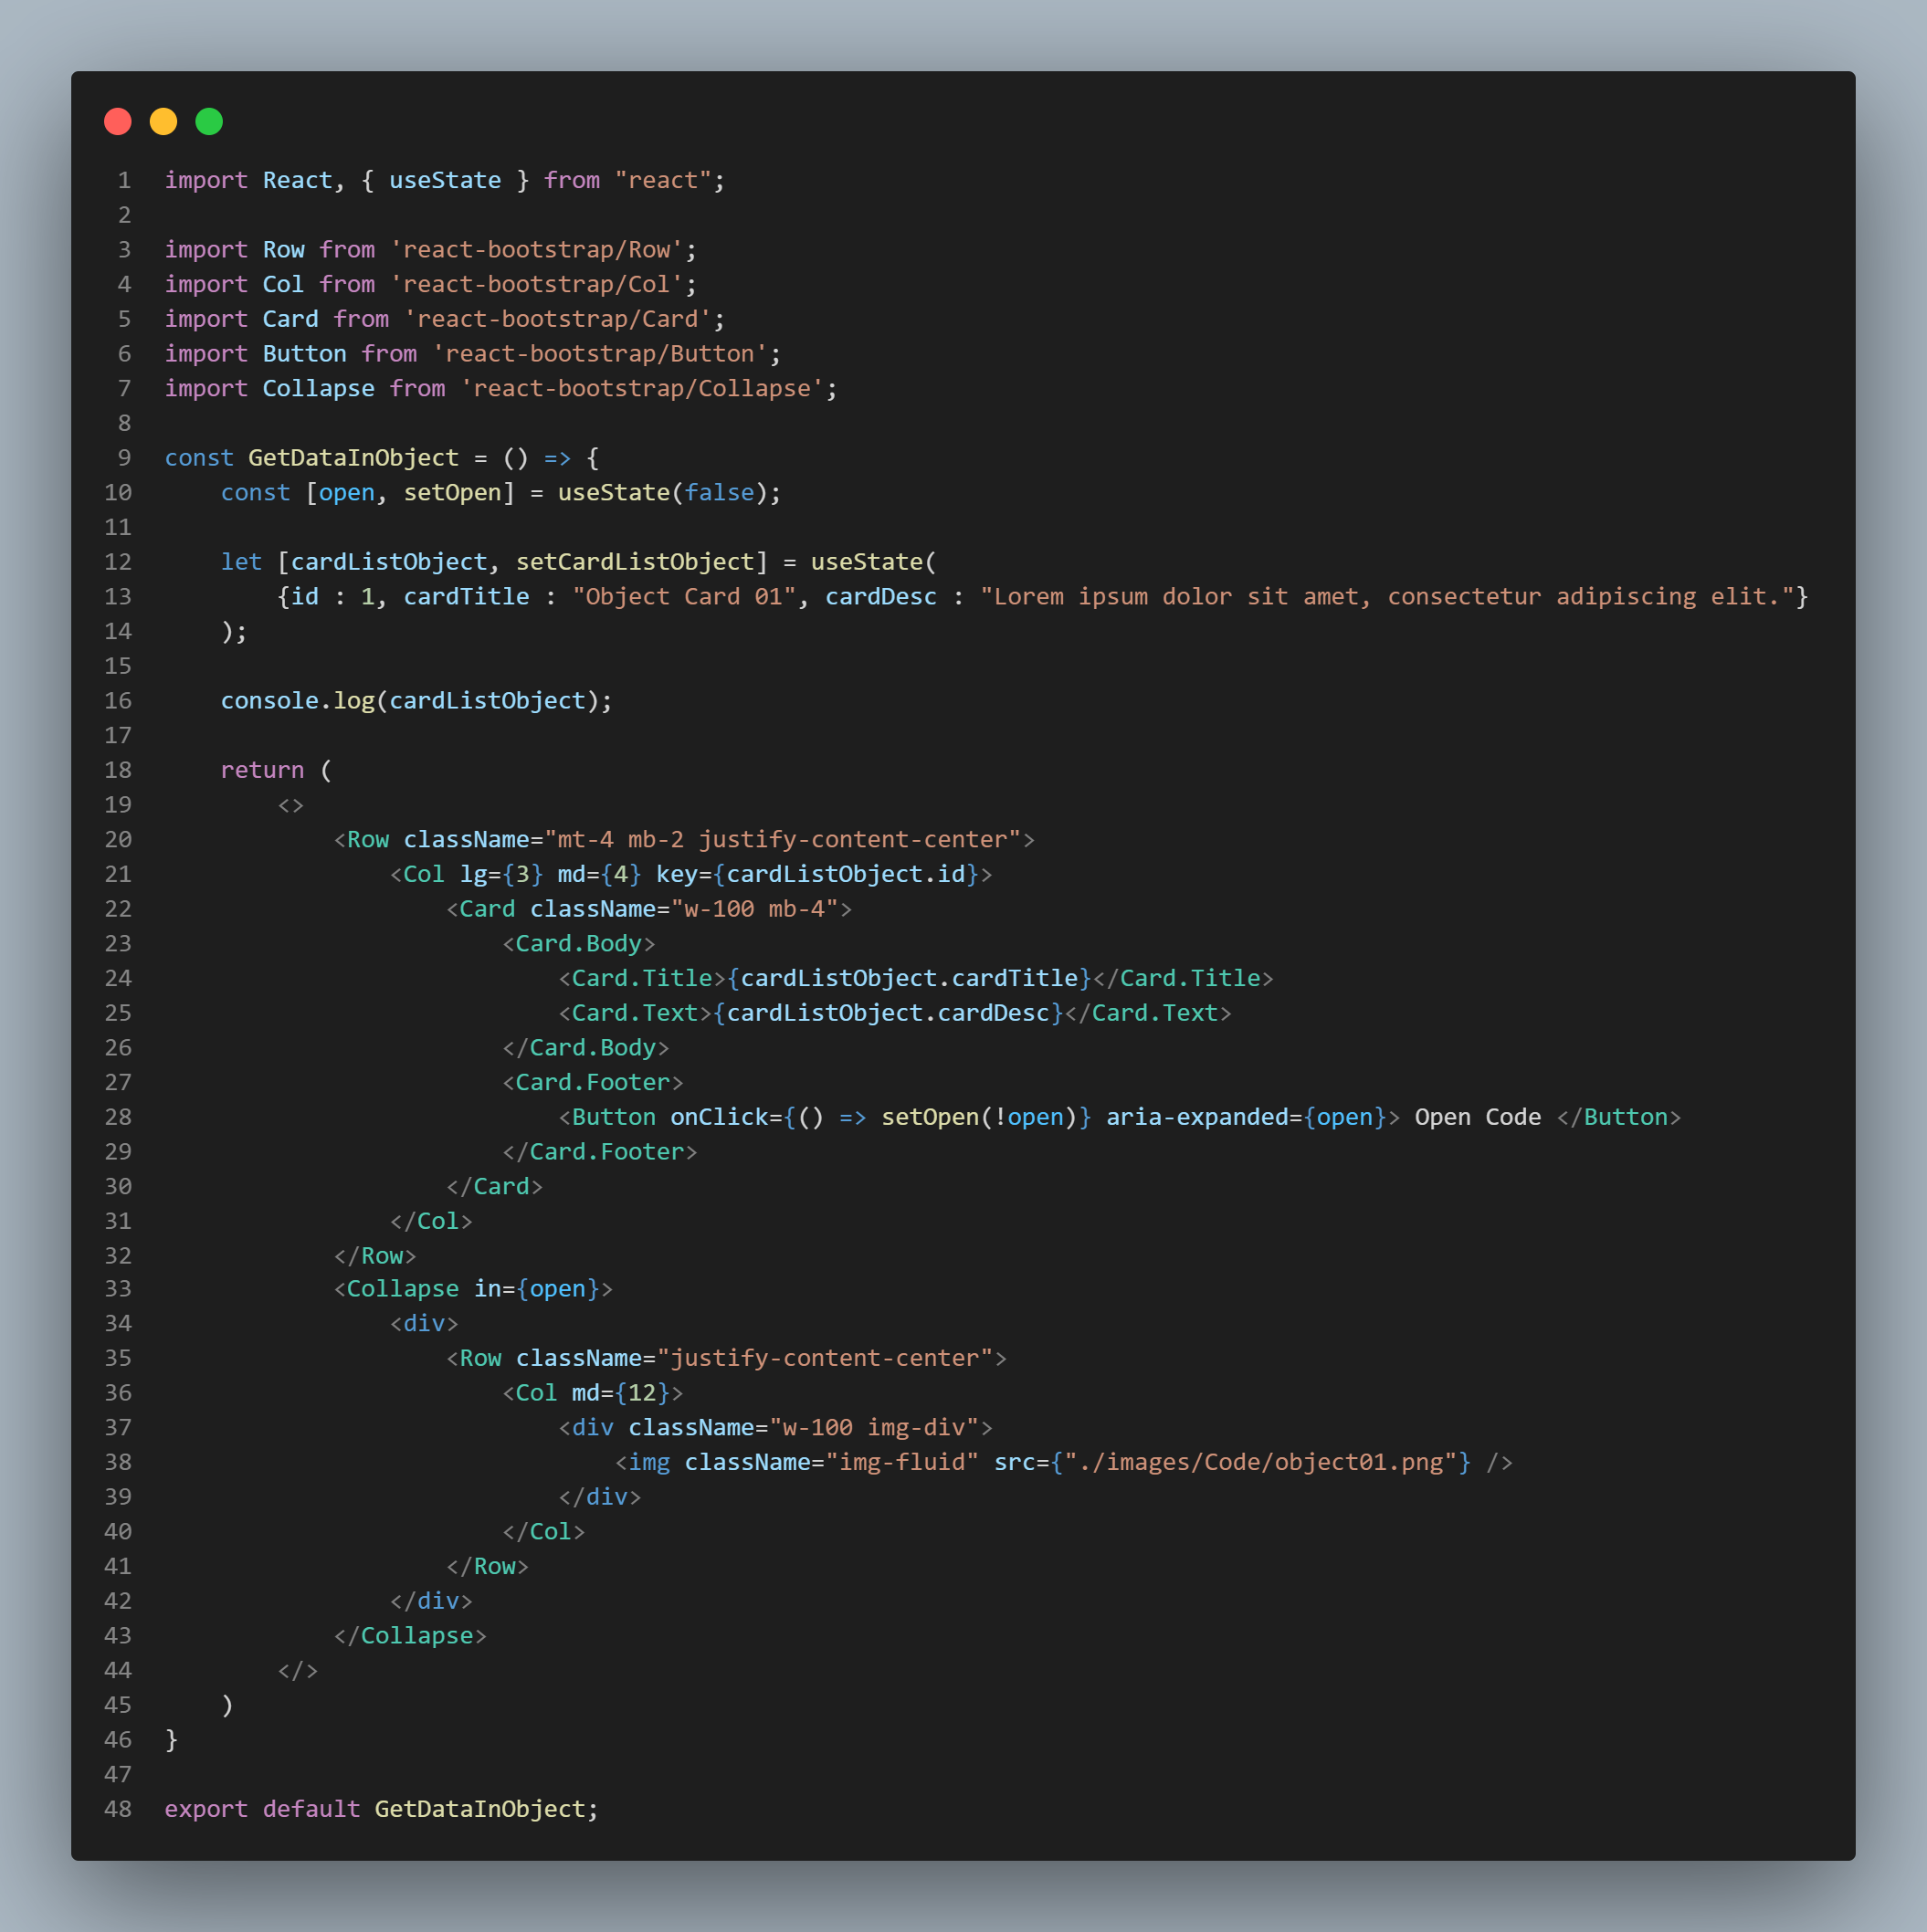 1 import React, { useState } from "react";
2
3 import Row from 'react-bootstrap/Row';
4 import Col from 'react-bootstrap/Col';
5 import Card from 'react-bootstrap/Card';
6 import Button from 'react-bootstrap/Button';
7 import Collapse from 'react-bootstrap/Collapse';
8
9 const GetDataInObject = () => {
10     const [open, setOpen] = useState(false);
11
12     let [cardListObject, setCardListObject] = useState(
13         {id : 1, cardTitle : "Object Card 01", cardDesc : "Lorem ipsum dolor sit amet, consectetur adipiscing elit."}
14     );
15
16     console.log(cardListObject);
17
18     return (
19         <>
20             <Row className="mt-4 mb-2 justify-content-center">
21                 <Col lg={3} md={4} key={cardListObject.id}>
22                     <Card className="w-100 mb-4">
23                         <Card.Body>
24                             <Card.Title>{cardListObject.cardTitle}</Card.Title>
25                             <Card.Text>{cardListObject.cardDesc}</Card.Text>
26                         </Card.Body>
27                         <Card.Footer>
28                             <Button onClick={() => setOpen(!open)} aria-expanded={open}> Open Code </Button>
29                         </Card.Footer>
30                     </Card>
31                 </Col>
32             </Row>
33             <Collapse in={open}>
34                 <div>
35                     <Row className="justify-content-center">
36                         <Col md={12}>
37                             <div className="w-100 img-div">
38                                 <img className="img-fluid" src={"./images/Code/object01.png"} />
39                             </div>
40                         </Col>
41                     </Row>
42                 </div>
43             </Collapse>
44         </>
45     )
46 }
47
48 export default GetDataInObject;